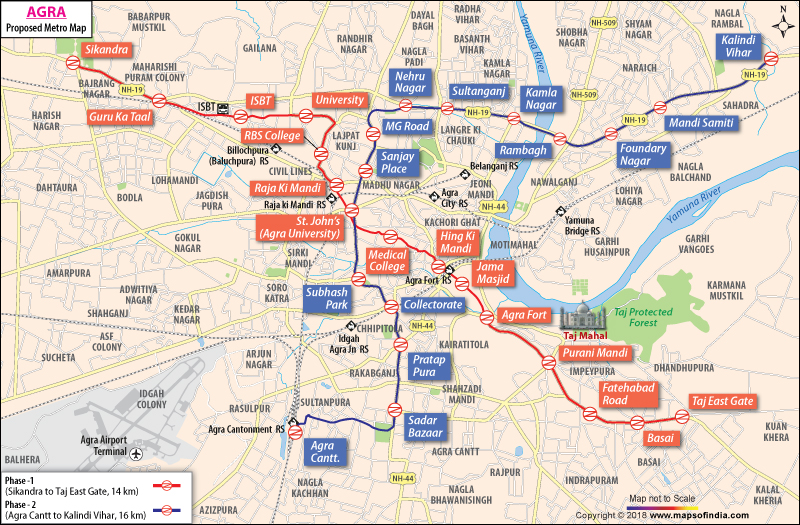 AGRA
Proposed Metro Map
BABARPUR
MUSTKIL
GAILANA
RANDHIR
NAGAR
DAYAL
BAGH
RADHA
VIHAR
BASANTH
VIHAR
Yamuna River
NH-509
SHOBHA
NAGAR
SHYAM
NAGAR
NAGLA
RAMBAL
N
Kalindi
Vihar
Sikandra
MAHARISHI
PURAM COLONY
BAJRANG
NAGAR
NH-19
NAGLA
PADI
Nehru
Nagar
KAMLA
NAGAR
Sultanganj
NH-19
Kamla
Nagar
NH-509
NARAICH
NH-19
SAHADRA
Guru Ka Taal
ISBT
ISBT
University
HARISH
NAGAR
RBS College
LAJPAT
KUNJ
MG Road
LANGRE KI
CHAUKI
Rambagh
NH-19
Mandi Samiti
Foundary
Nagar
Billochpura
(Baluchpura) RS
CIVIL LINES
Sanjay
Place
Belanganj RS
NAGLA
BALCHAND
DAHTAURA
LOHAMANDI
BODLA
JAGDISH
PURA
Raja Ki Mandi
Raja ki Mandi RS
MADHU NAGAR
Agra
City RS
JEONI
MANDI
NAWALGANJ
LOHIYA
NAGAR
NH-44
Yamuna River
St. John's
(Agra University)
KACHORI GHAT
Yamuna
Bridge RS
GOKUL
NAGAR
SIRKI
MANDI
Medical
College
Hing Ki
Mandi
MOTIMAHAL
GARHI
HUSAINPUR
GARHI
VANGOES
AMARPURA
ADWITIYA
NAGAR
SORO
KATRA
Subhash
Park
Agra Fort RS
Jama
Masjid
KARMANA
MUSTKIL
SHAHGANJ
KEDAR
NAGAR
Collectorate
Agra Fort
Taj Protected
Forest
ASE
COLONY
Idgah
Agra Jn RS
CHHIPITOLA
NH-44
KAIRATITOLA
Taj Mahal
SUCHETA
ARJUN
NAGAR
Pratap
Pura
Purani Mandi
RAKABGANJ
IMPEYPURA
DHANDHUPURA
IDGAH
COLONY
SHAHZADI
MANDI
Fatehabad
Road
Taj East Gate
RASULPUR
SULTANPURA
Agra Cantonment RS
Sadar
Bazaar
Agra
Cantt.
Basai
KUAN
KHERA
BALHERA
Agra Airport
Terminal
AGRA CANTT
BASAI
KALAL
KHERIA
RAJPUR
INDRAPURAM
NH-44
NAGLA
KACHHAN
AZIZPURA
NAGLA
BHAWANISINGH
Phase -1
(Sikandra to Taj East Gate, 14 km)
Phase - 2
(Agra Cantt to Kalindi Vihar, 16 km)
Map not to Scale
Copyright © 2018 www.mapsofindia.com